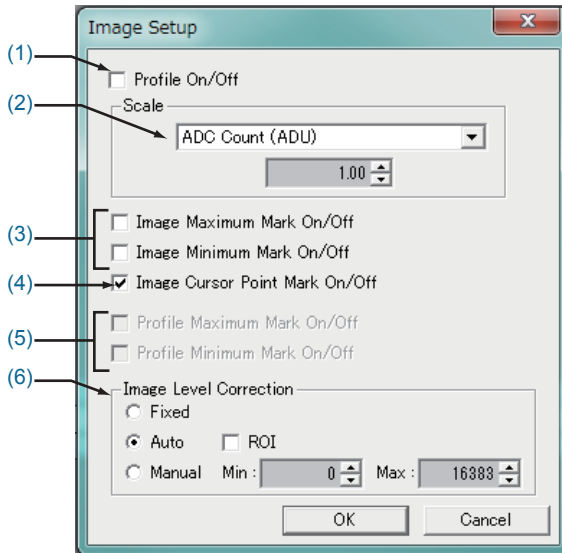 Image Setup
(1)
Profile On/Off
(2)
Scale
ADC Count (ADU)
1.00
(3)
Image Maximum Mark On/Off
Image Minimum Mark On/Off
(4)
Image Cursor Point Mark On/Off
(5)
Profile Maximum Mark On/Off
Profile Minimum Mark On/Off
(6)
Image Level Correction
Fixed
Auto ROI
Manual Min : 0 Max : 16383
OK Cancel